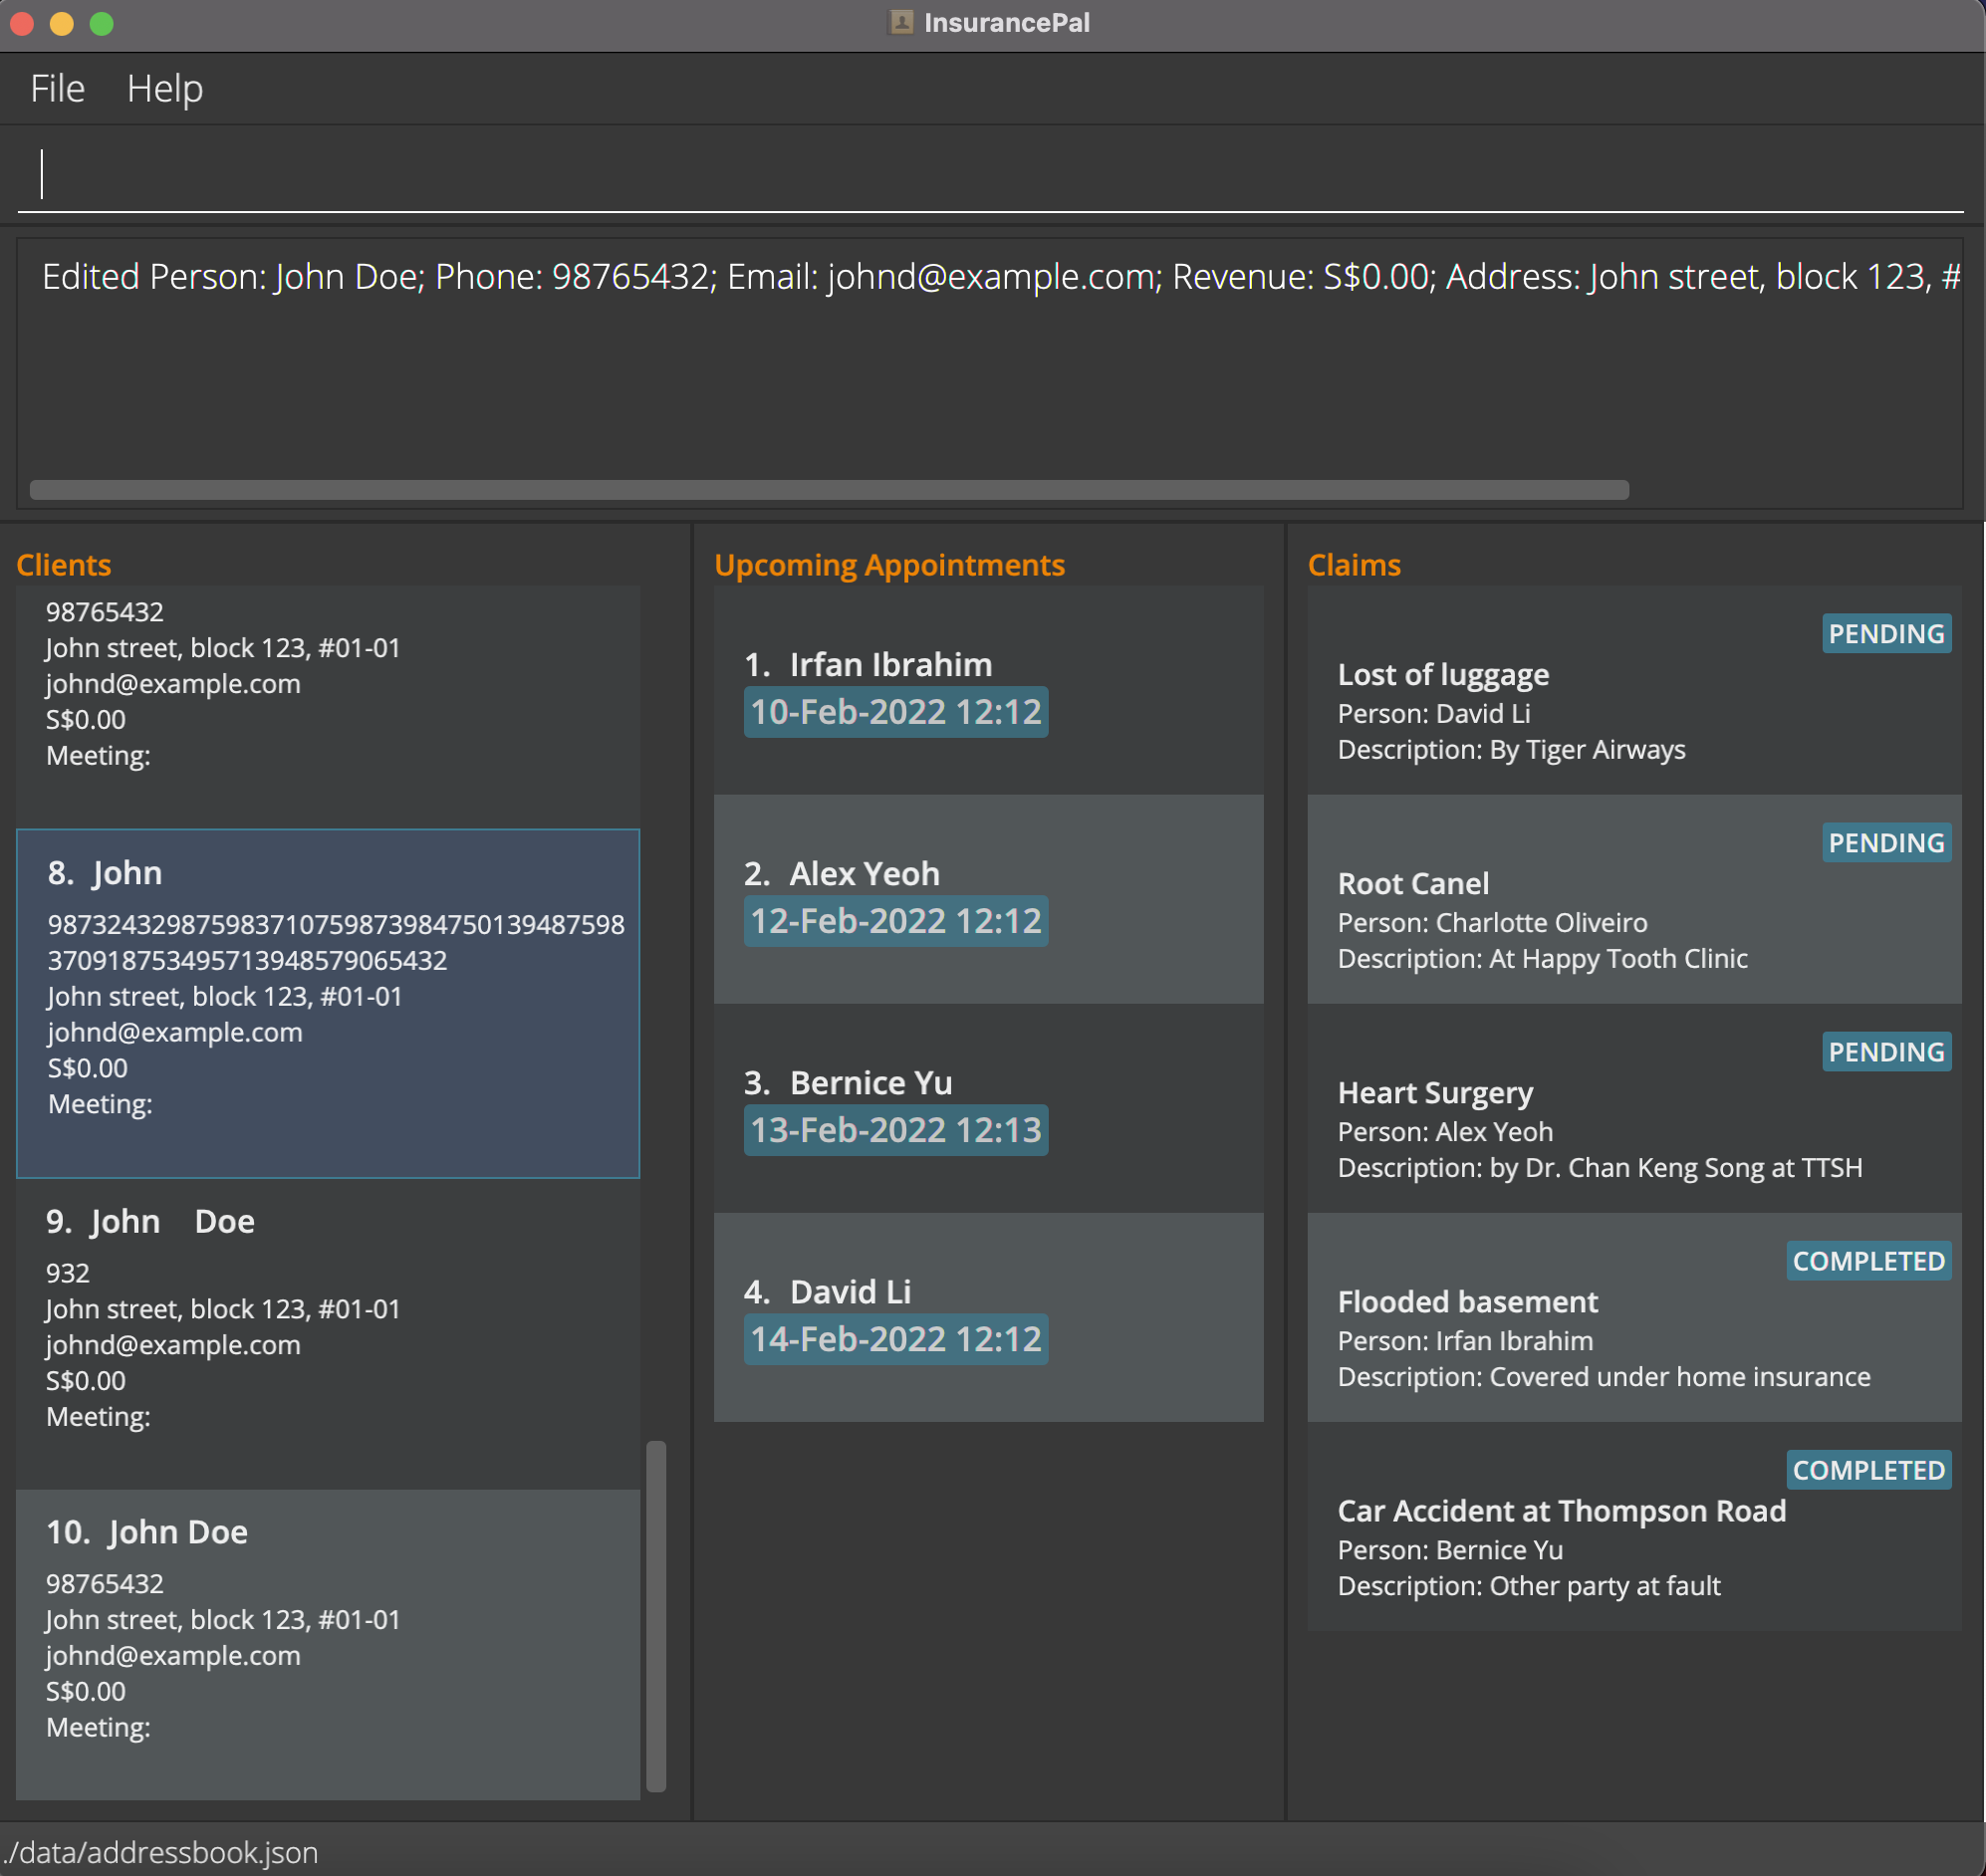 InsurancePal
File Help
Edited Person: John Doe; Phone: 98765432; Email: johnd@example.com; Revenue: S$0.00; Address: John street, block 123, #
Clients
98765432
John street, block 123, #01-01
johnd@example.com
S$0.00
Meeting:
8. John
9873243298759837107598739847501394875​98
3709187534957139485790654​32
John street, block 123, #01-01
johnd@example.com
S$0.00
Meeting:
9. John    Doe
932
John street, block 123, #01-01
johnd@example.com
S$0.00
Meeting:
10. John Doe
98765432
John street, block 123, #01-01
johnd@example.com
S$0.00
Meeting:
Upcoming Appointments
1. Irfan Ibrahim
10-Feb-2022 12:12
2. Alex Yeoh
12-Feb-2022 12:12
3. Bernice Yu
13-Feb-2022 12:13
4. David Li
14-Feb-2022 12:12
Claims
PENDING
Lost of luggage
Person: David Li
Description: By Tiger Airways
PENDING
Root Canel
Person: Charlotte Oliveiro
Description: At Happy Tooth Clinic
PENDING
Heart Surgery
Person: Alex Yeoh
Description: by Dr. Chan Keng Song at TTSH
COMPLETED
Flooded basement
Person: Irfan Ibrahim
Description: Covered under home insurance
COMPLETED
Car Accident at Thompson Road
Person: Bernice Yu
Description: Other party at fault
./data/addressbook.json